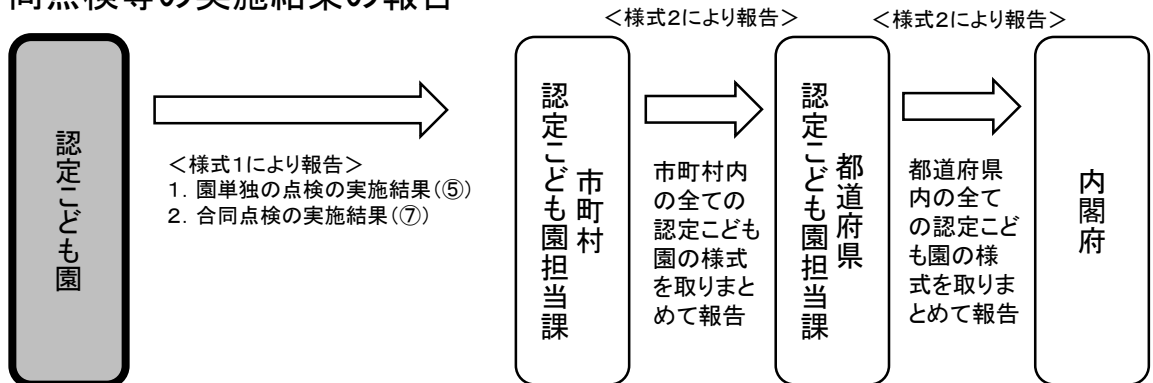 同点検等の実施結果の報告
＜様式2により報告＞
＜様式2により報告＞
認定こども園
＜様式1により報告＞
1．園単独の点検の実施結果（⑤）
2．合同点検の実施結果（⑦）
市町村
認定こども園担当課
市町村内
の全ての
認定こども
園の様式
を取りまと
めて報告
都道府県
認定こども園担当課
都道府県
内の全て
の認定こど
も園の様
式を取りま
とめて報告
内閣府